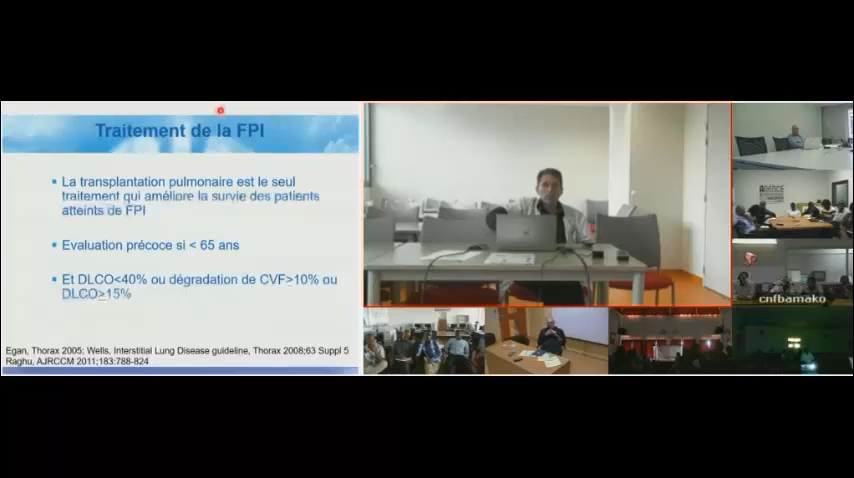 Traitement de la FPI
▪ La transplantation pulmonaire est le seul
traitement qui améliore la survie des patients
atteints de FPI
▪ Evaluation précoce si < 65 ans
▪ Et DLCO<40% ou dégradation de CVF≥10% ou
DLCO≥15%
Egan, Thorax 2005; Wells, Interstitial Lung Disease guideline, Thorax 2008;63 Suppl 5
Raghu, AJRCCM 2011;183:788-824
AGENCE
cnfbamako